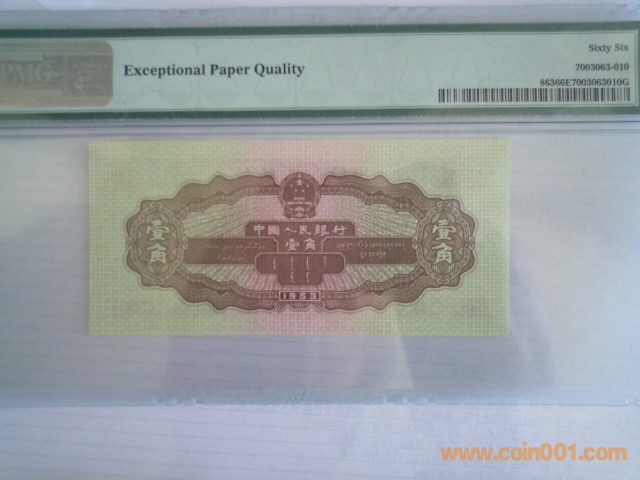 PMG
Exceptional Paper Quality
Sixty Six
7003063-010
86366E7003063010G
中國人民銀行
壹角
壹角
壹角
1953
www.coin001.com